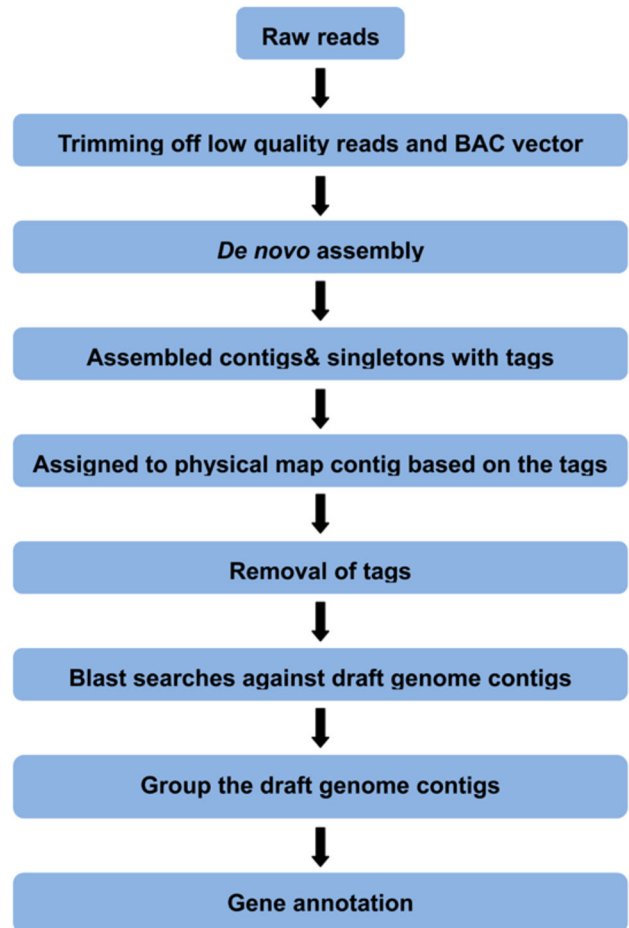 Raw reads
Trimming off low quality reads and BAC vector
De novo assembly
Assembled contigs& singletons with tags
Assigned to physical map contig based on the tags
Removal of tags
Blast searches against draft genome contigs
Group the draft genome contigs
Gene annotation